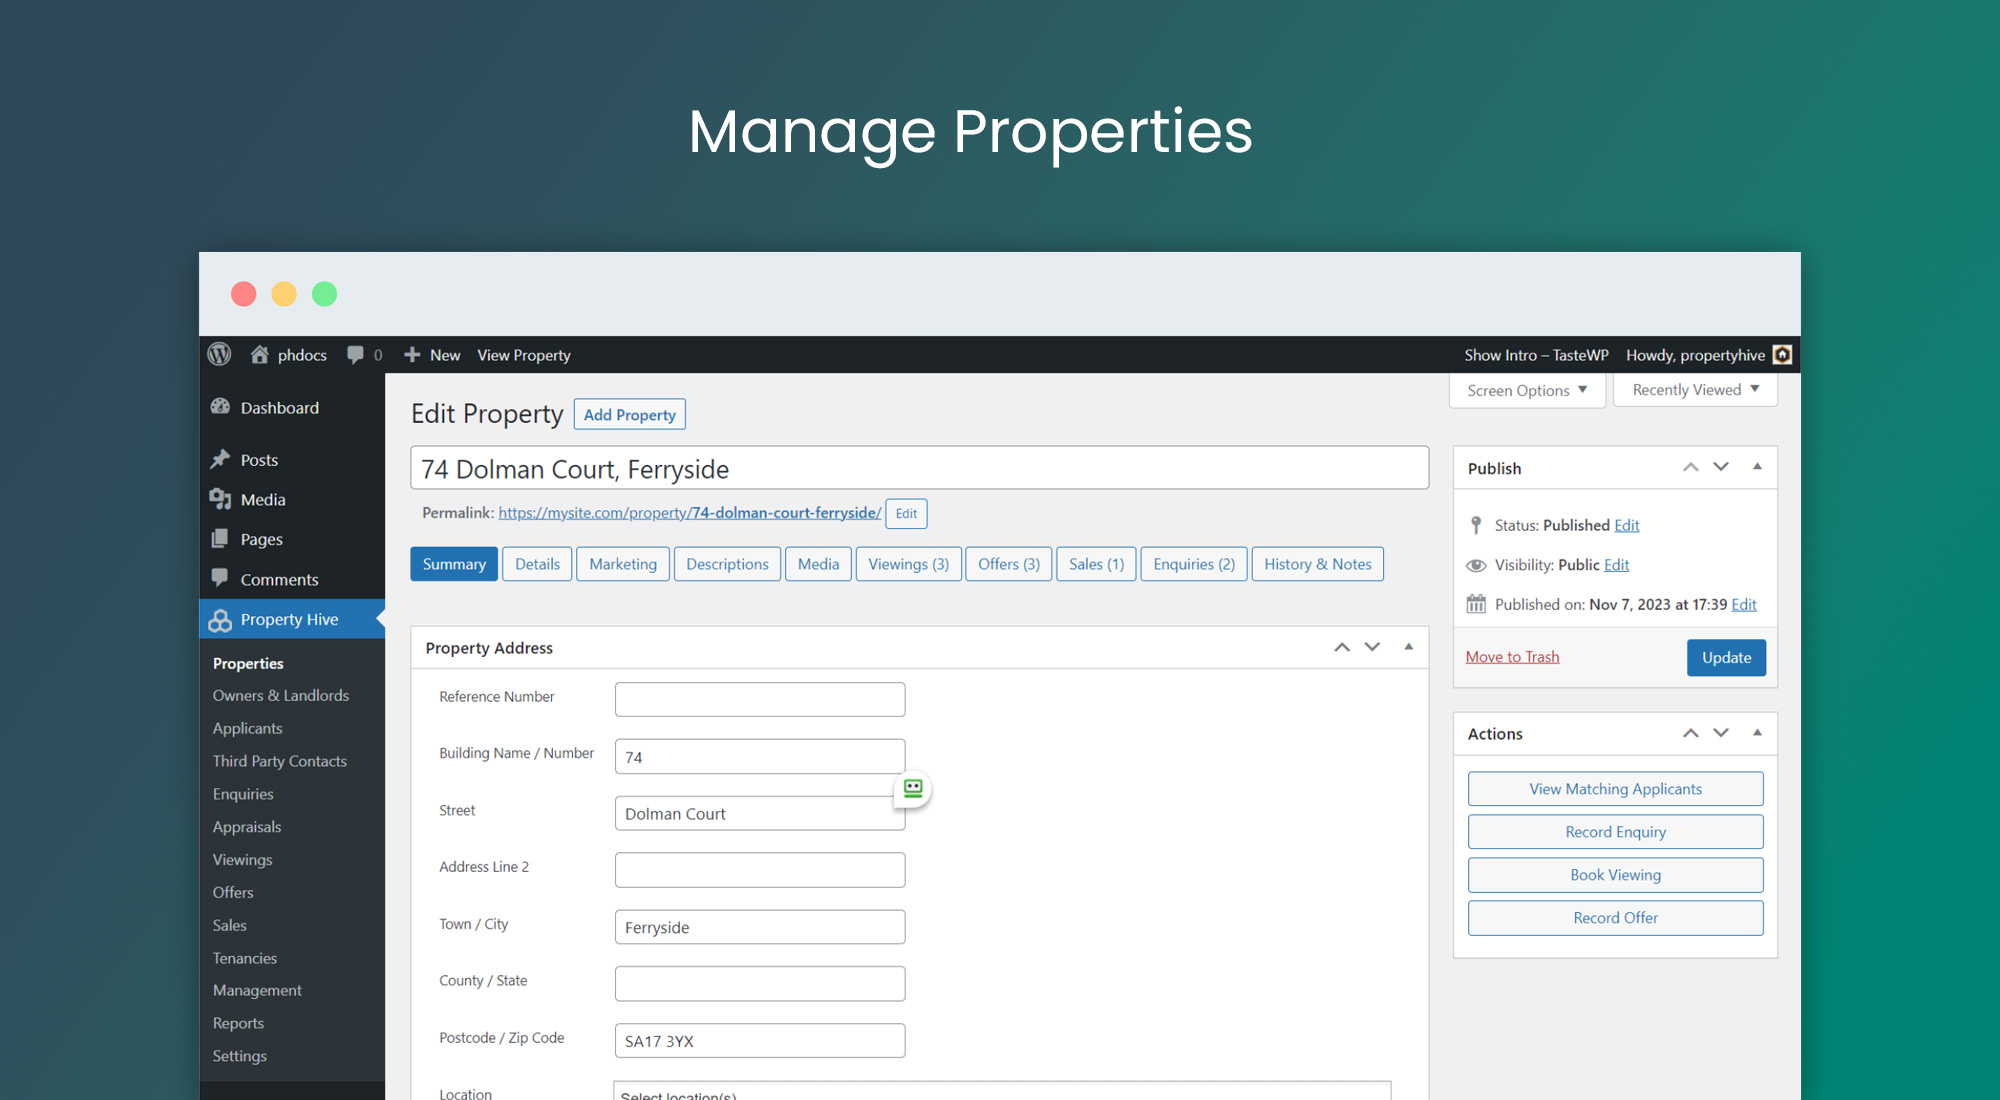 Manage Properties
phdocs 0 New View Property Show Intro – TasteWP Howdy, propertyhive
Screen Options Recently Viewed
Dashboard
Posts
Media
Pages
Comments
Property Hive
Properties
Owners & Landlords
Applicants
Third Party Contacts
Enquiries
Appraisals
Viewings
Offers
Sales
Tenancies
Management
Reports
Settings
Edit Property Add Property
74 Dolman Court, Ferryside
Permalink: https://mysite.com/property/74-dolman-court-ferryside/ Edit
Summary Details Marketing Descriptions Media Viewings (3) Offers (3) Sales (1) Enquiries (2) History & Notes
Property Address
Reference Number
Building Name / Number 74
Street Dolman Court
Address Line 2
Town / City Ferryside
County / State
Postcode / Zip Code SA17 3YX
Location Select location(s)
Publish
Status: Published Edit
Visibility: Public Edit
Published on: Nov 7, 2023 at 17:39 Edit
Move to Trash Update
Actions
View Matching Applicants
Record Enquiry
Book Viewing
Record Offer